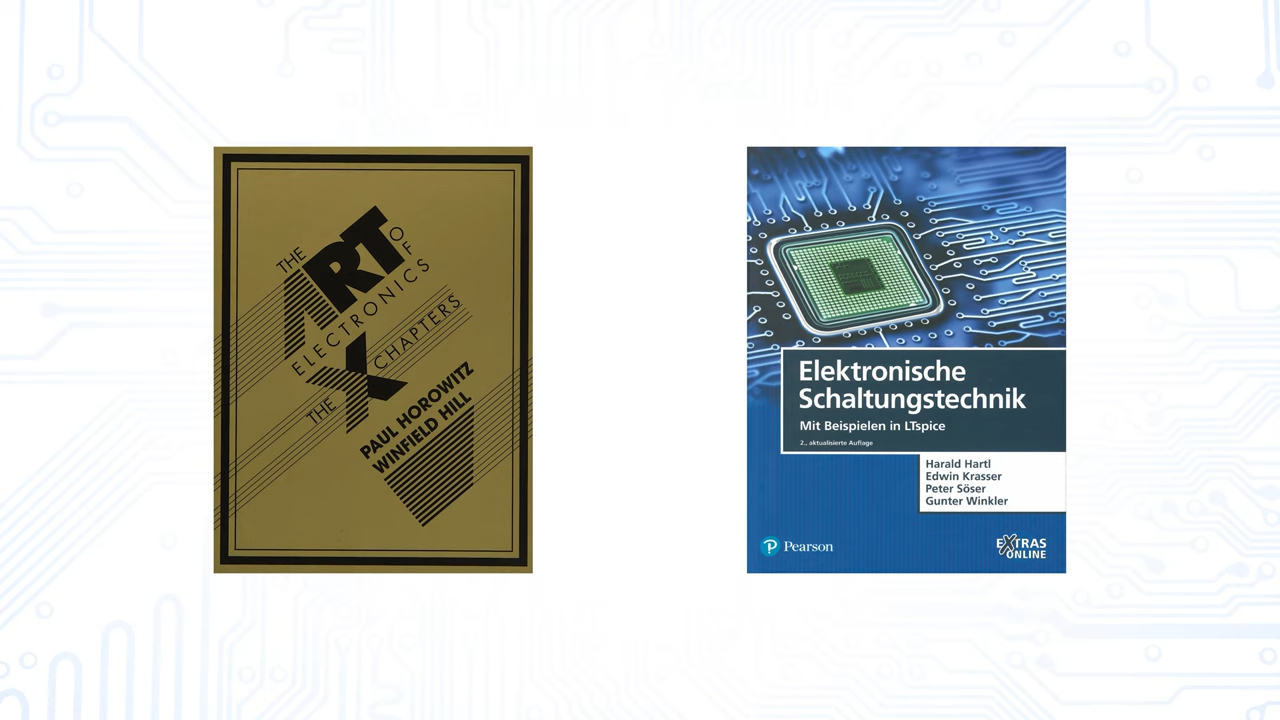 THE ART OF
ELECTRONICS
THE X CHAPTERS
PAUL HOROWITZ
WINFIELD HILL
Elektronische
Schaltungstechnik
Mit Beispielen in LTspice
2., aktualisierte Auflage
Harald Hartl
Edwin Krasser
Peter Söser
Gunter Winkler
Pearson
EXTRAS
ONLINE